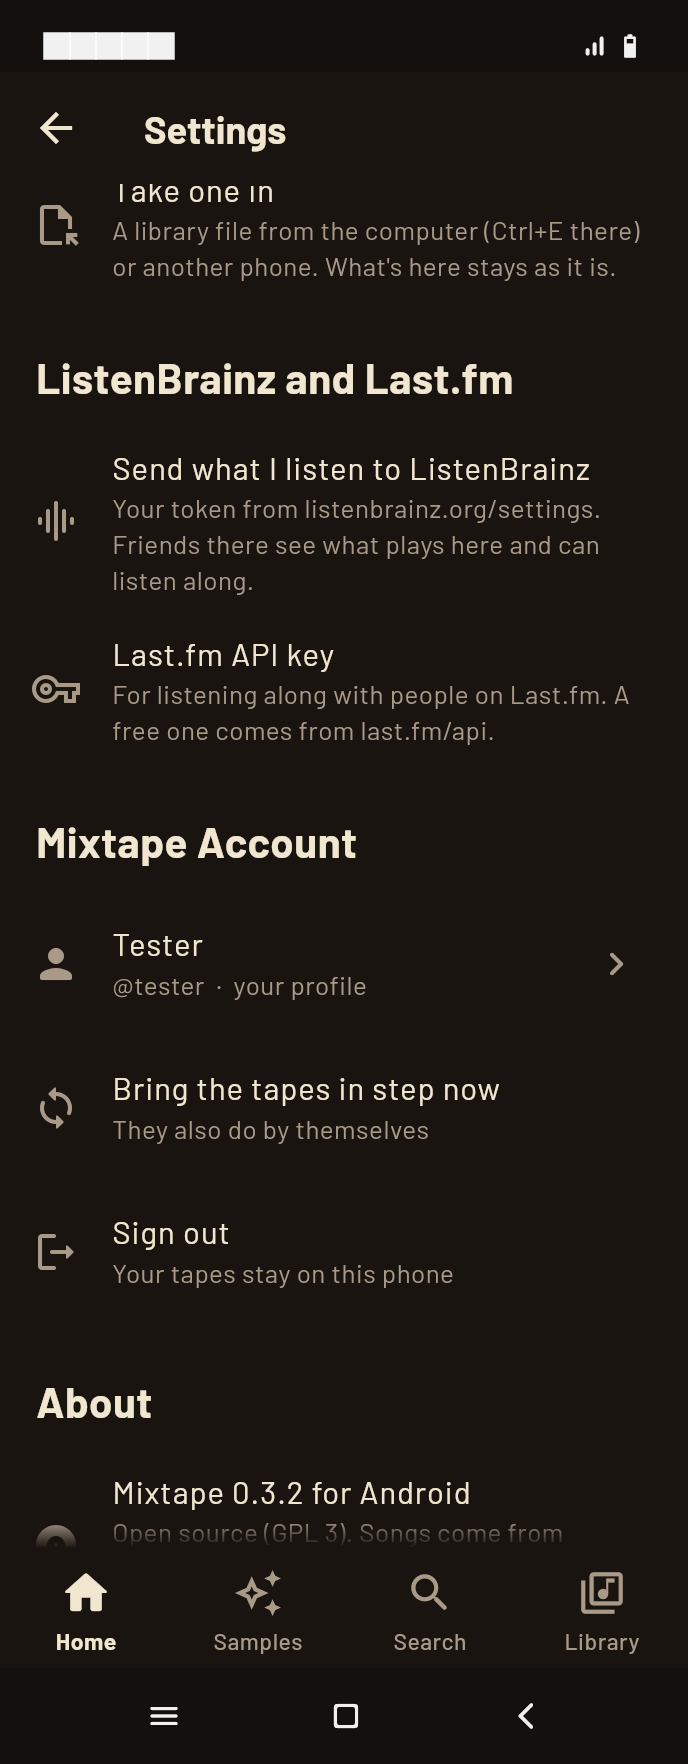 Settings
Take one in
A library file from the computer (Ctrl+E there)
or another phone. What's here stays as it is.
ListenBrainz and Last.fm
Send what I listen to ListenBrainz
Your token from listenbrainz.org/settings.
Friends there see what plays here and can
listen along.
Last.fm API key
For listening along with people on Last.fm. A
free one comes from last.fm/api.
Mixtape Account
Tester
@tester · your profile
Bring the tapes in step now
They also do by themselves
Sign out
Your tapes stay on this phone
About
Mixtape 0.3.2 for Android
Open source (GPL 3). Songs come from
Home
Samples
Search
Library